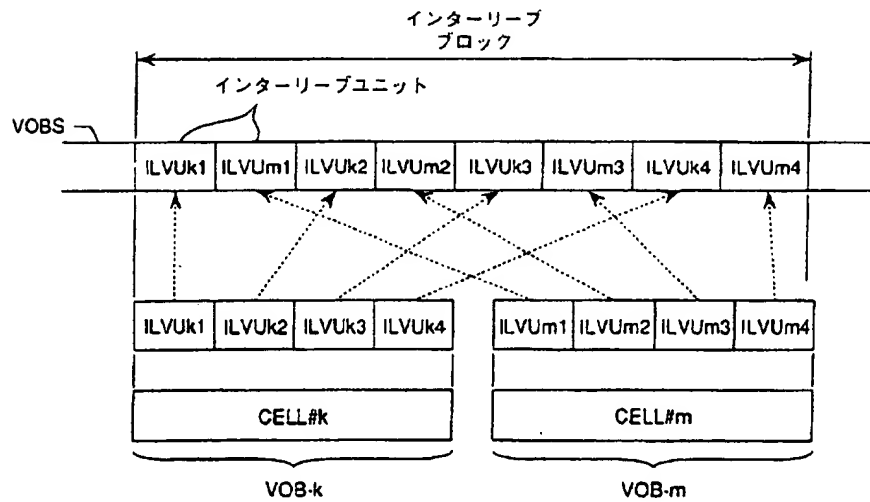 インターリーブ
ブロック
インターリーブユニット
VOBS
ILVUk1 ILVUm1 ILVUk2 ILVUm2 ILVUk3 ILVUm3 ILVUk4 ILVUm4
ILVUk1 ILVUk2 ILVUk3 ILVUk4 ILVUm1 ILVUm2 ILVUm3 ILVUm4
CELL#k CELL#m
VOB-k VOB-m